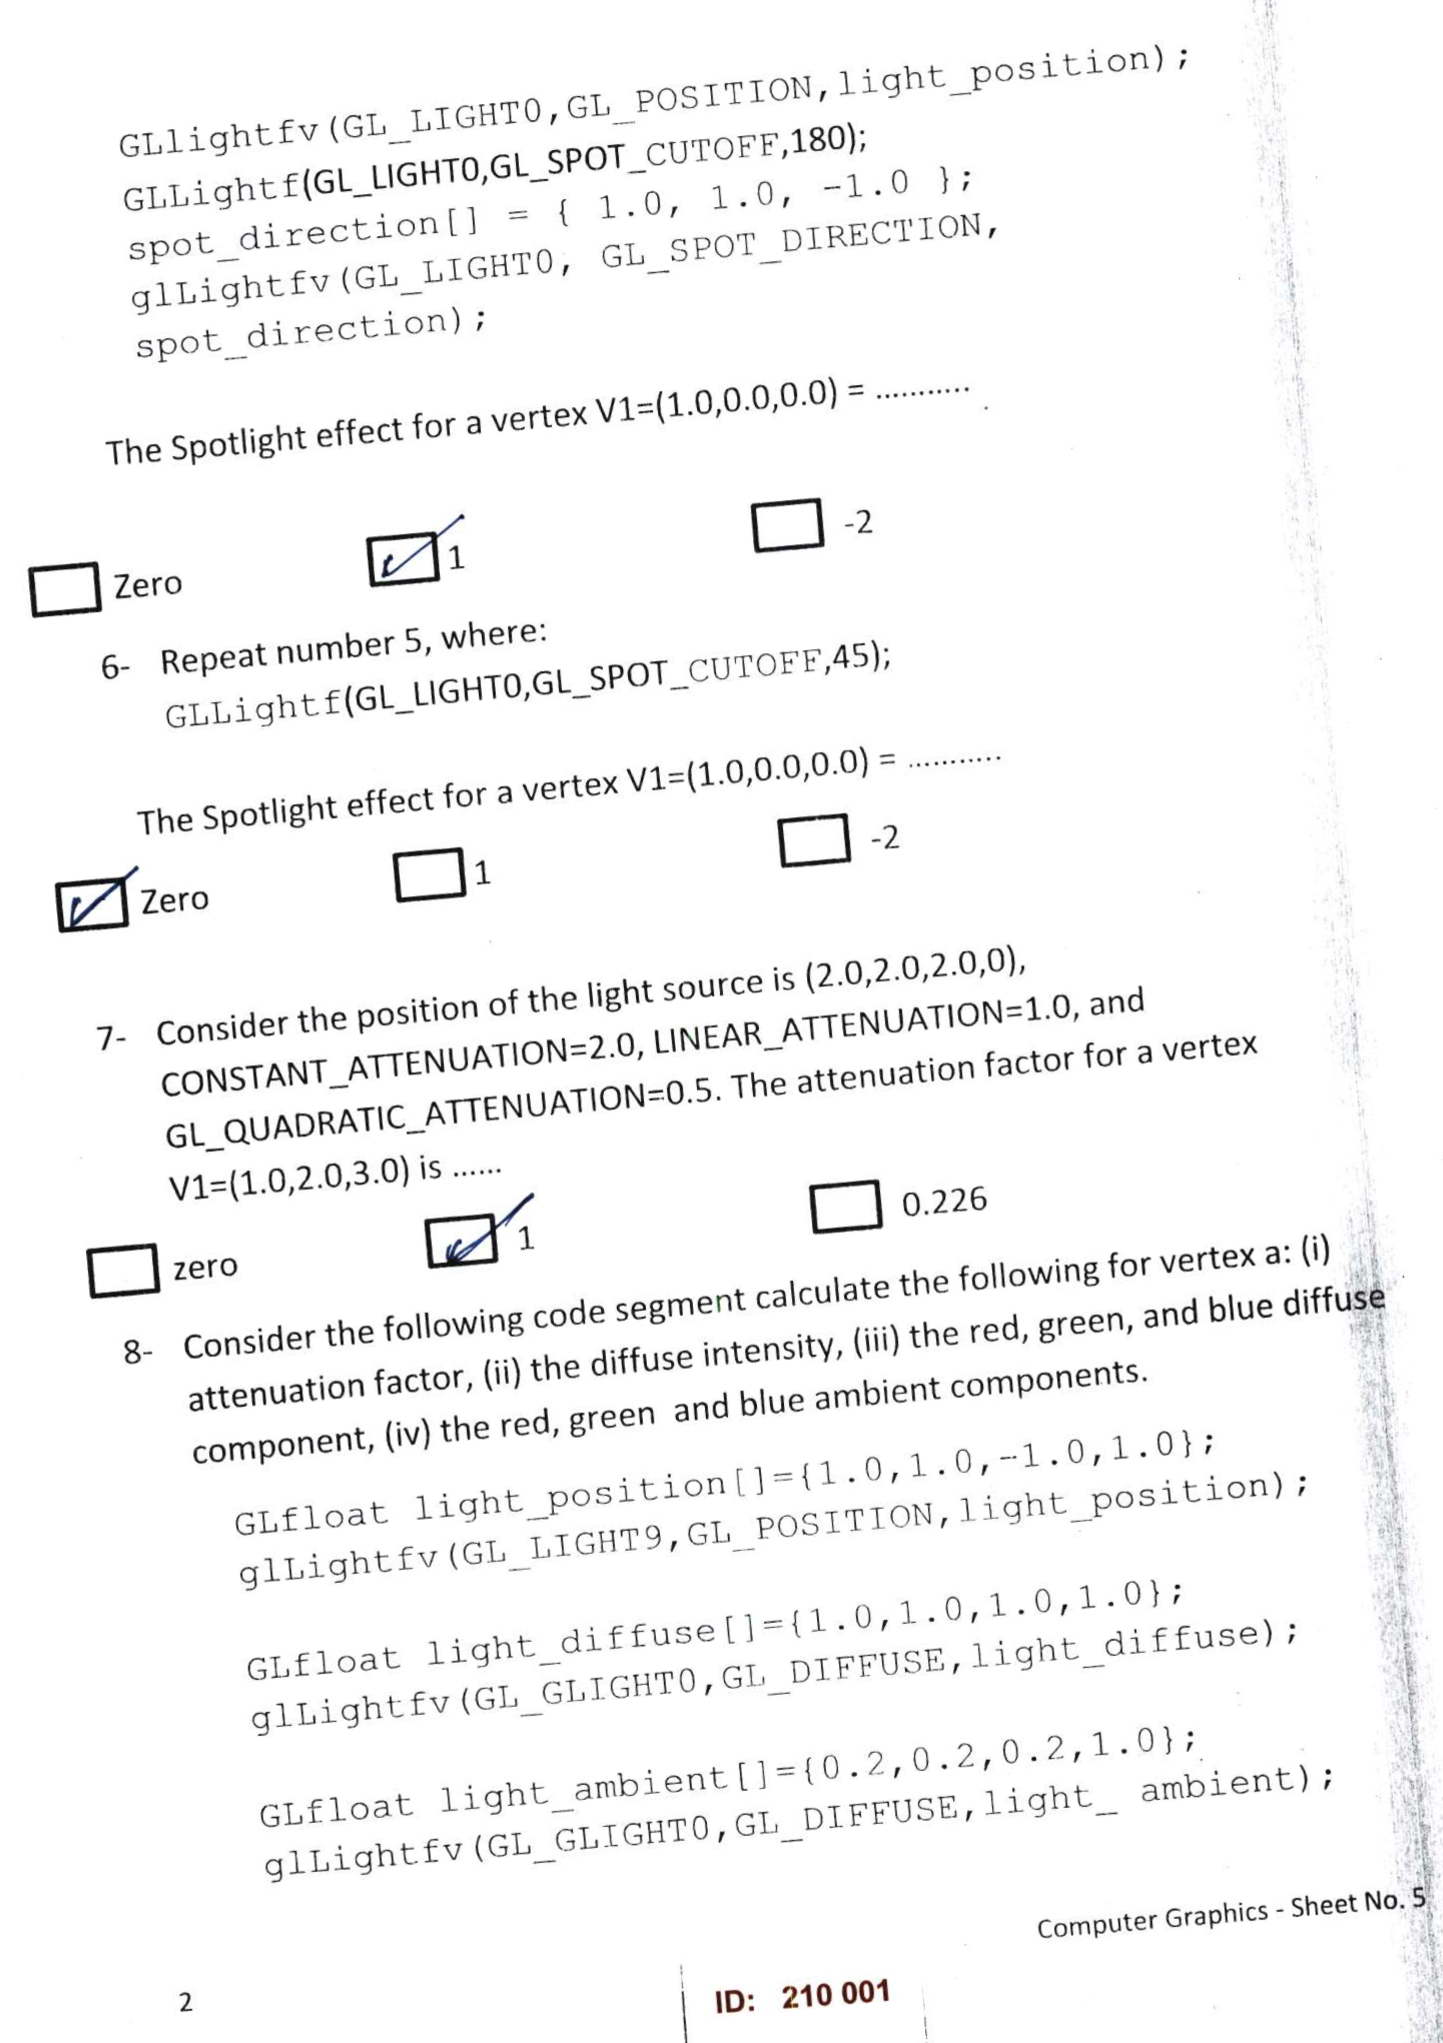 GLlightfv(GL_LIGHT0,GL_POSITION,light_position);
GLLightf(GL_LIGHT0,GL_SPOT_CUTOFF,180);
spot_direction[] = { 1.0, 1.0, -1.0 };
glLightfv(GL_LIGHT0, GL_SPOT_DIRECTION,
spot_direction);
The Spotlight effect for a vertex V1=(1.0,0.0,0.0) = ...........
Zero 1 -2
6- Repeat number 5, where:
GLLightf(GL_LIGHT0,GL_SPOT_CUTOFF,45);
The Spotlight effect for a vertex V1=(1.0,0.0,0.0) = ...........
Zero 1 -2
7- Consider the position of the light source is (2.0,2.0,2.0,0),
CONSTANT_ATTENUATION=2.0, LINEAR_ATTENUATION=1.0, and
GL_QUADRATIC_ATTENUATION=0.5. The attenuation factor for a vertex
V1=(1.0,2.0,3.0) is ......
zero 1 0.226
8- Consider the following code segment calculate the following for vertex a: (i)
attenuation factor, (ii) the diffuse intensity, (iii) the red, green, and blue diffuse
component, (iv) the red, green and blue ambient components.
GLfloat light_position[]={1.0,1.0,-1.0,1.0};
glLightfv(GL_LIGHT9,GL_POSITION,light_position);
GLfloat light_diffuse[]={1.0,1.0,1.0,1.0};
glLightfv(GL_GLIGHT0,GL_DIFFUSE,light_diffuse);
GLfloat light_ambient[]={0.2,0.2,0.2,1.0};
glLightfv(GL_GLIGHT0,GL_DIFFUSE,light_ ambient);
Computer Graphics - Sheet No. 5
2
ID: 210 001